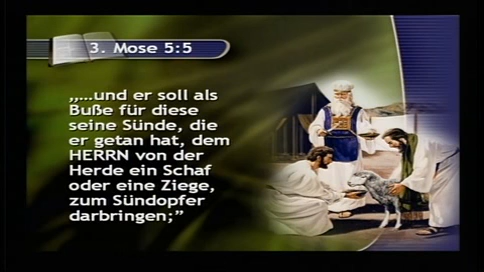 3. Mose 5:5
„...und er soll als
Buße für diese
seine Sünde, die
er getan hat, dem
HERRN von der
Herde ein Schaf
oder eine Ziege,
zum Sündopfer
darbringen;”